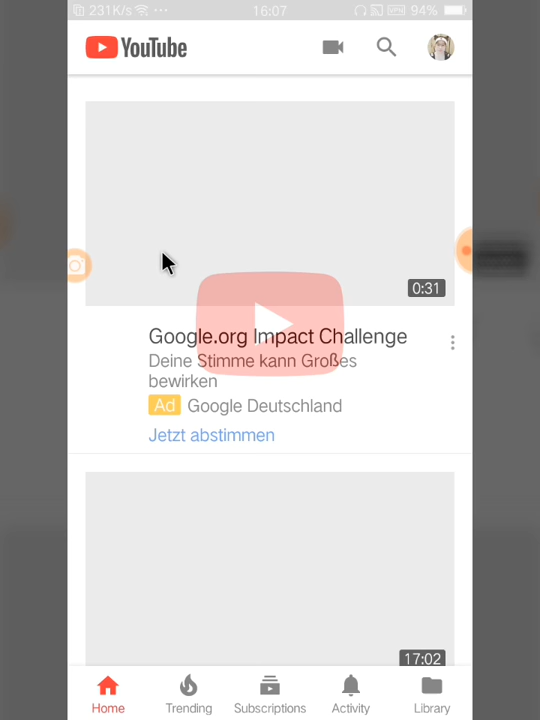 231K/s ... 16:07 VPN 94%
YouTube
0:31
Google.org Impact Challenge
Deine Stimme kann Großes
bewirken
Ad Google Deutschland
Jetzt abstimmen
17:02
Home Trending Subscriptions Activity Library